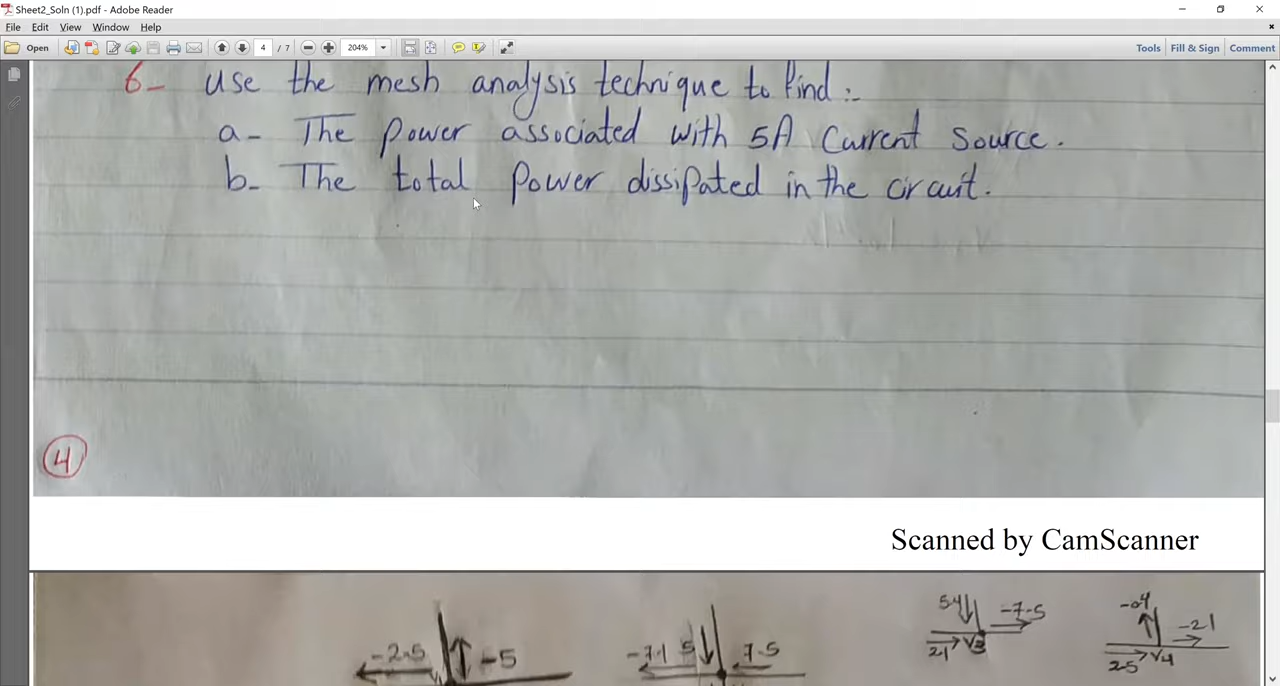 Sheet2_Soln (1).pdf - Adobe Reader
File Edit View Window Help
Open 4 / 7 204% Tools Fill & Sign Comment
6- Use the mesh analysis technique to find:-
a- The power associated with 5A Current Source.
b- The total power dissipated in the circuit.
4
Scanned by CamScanner
-2.5 -5 -7.1 5 7.5
5.4 -7.5 2.1 V3
-0.4 -2.1 2.5 V4